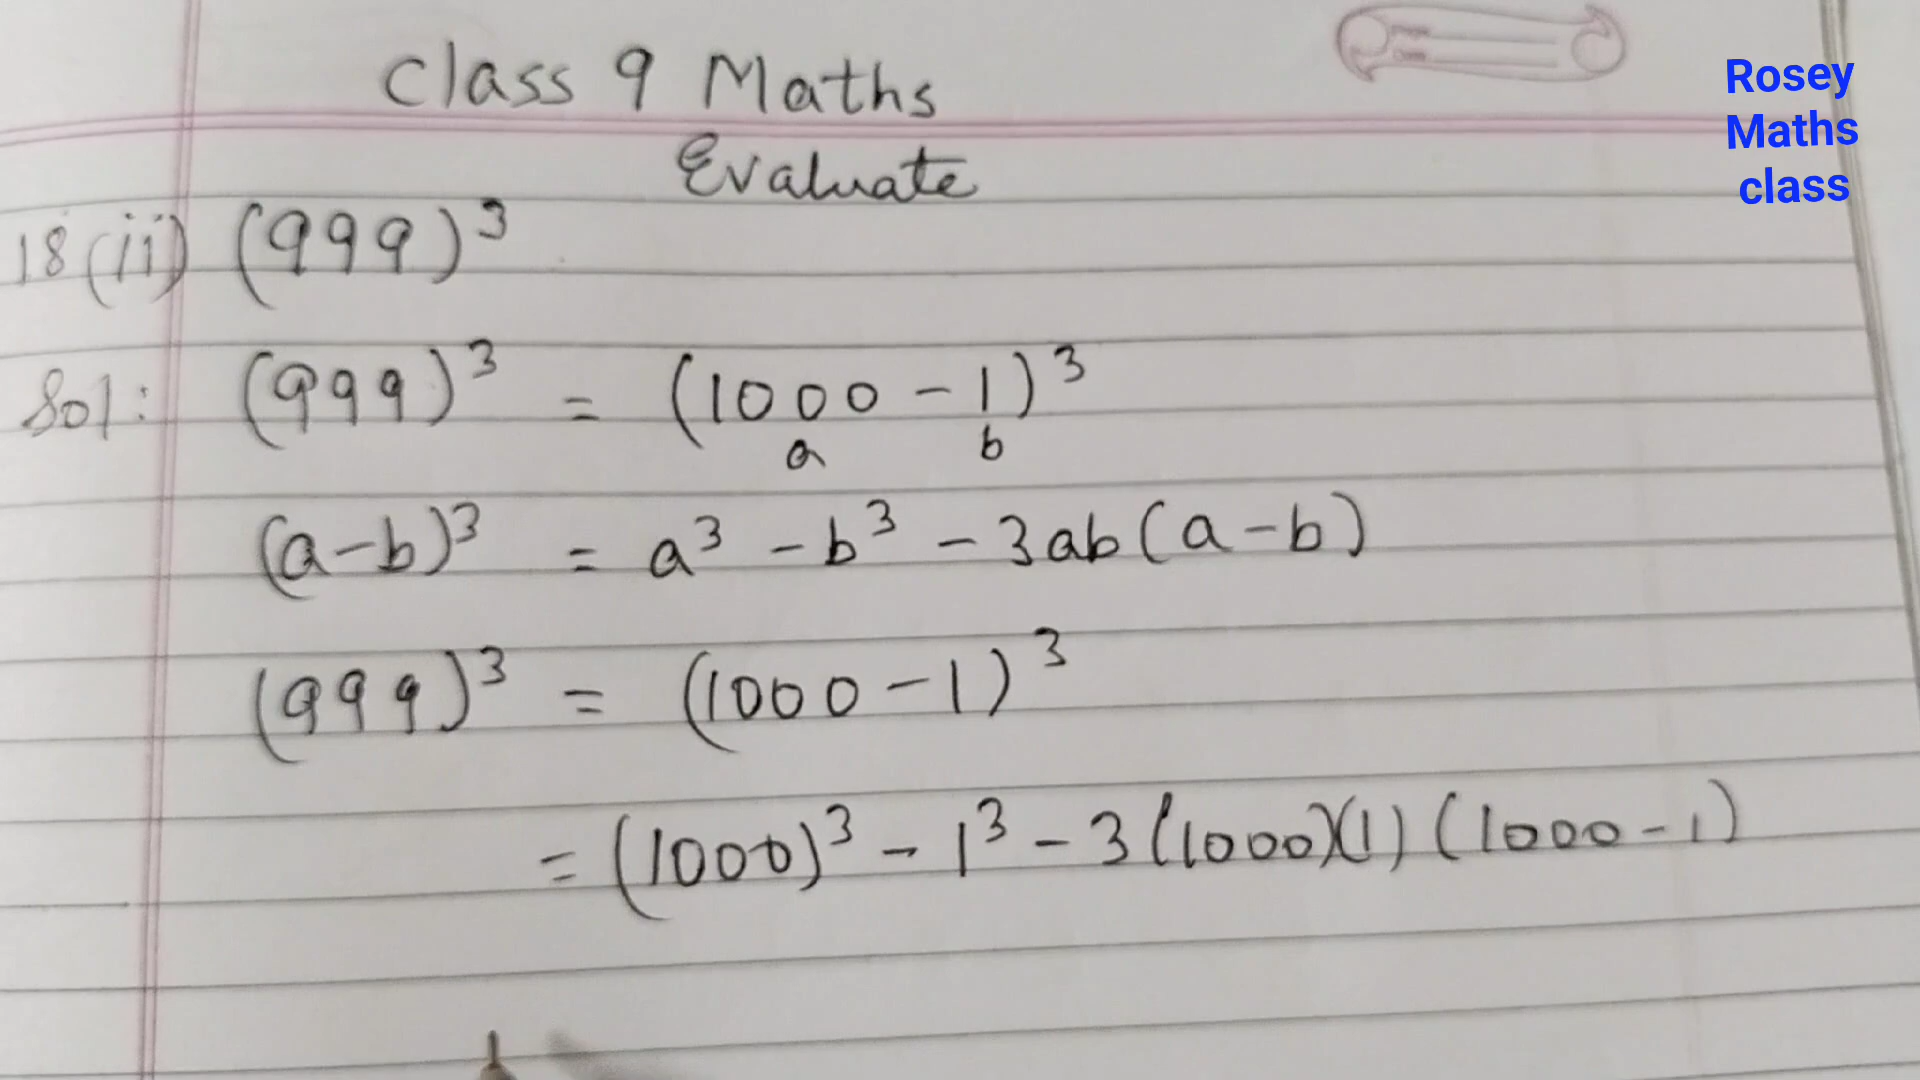 Class 9 Maths
Rosey
Maths
class
Evaluate
18 (ii) (999)³
Sol: (999)³ = (1000 - 1)³
a b
(a-b)³ = a³ - b³ - 3ab(a-b)
(999)³ = (1000 - 1)³
= (1000)³ - 1³ - 3(1000)(1) (1000 - 1)